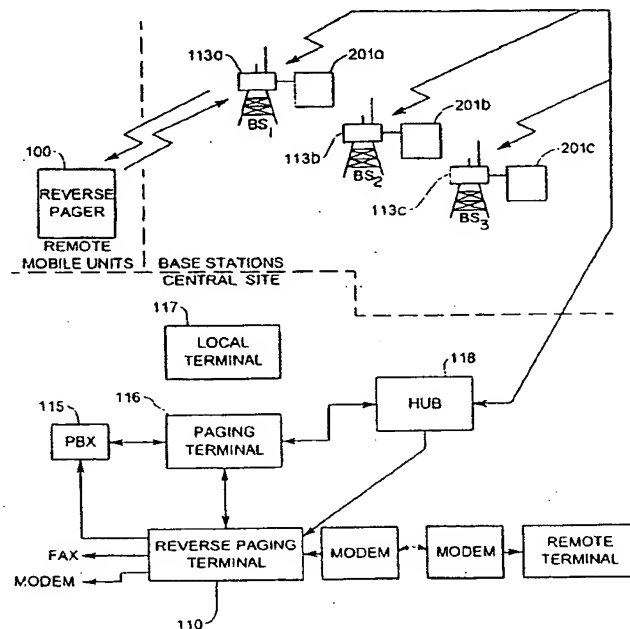 113a
201a
BS1
201b
113b
BS2
201c
113c
BS3
100
REVERSE
PAGER
REMOTE
MOBILE UNITS
BASE STATIONS
CENTRAL SITE
117
LOCAL
TERMINAL
118
HUB
116
115
PBX
PAGING
TERMINAL
REVERSE PAGING
TERMINAL
MODEM
MODEM
REMOTE
TERMINAL
FAX
MODEM
110